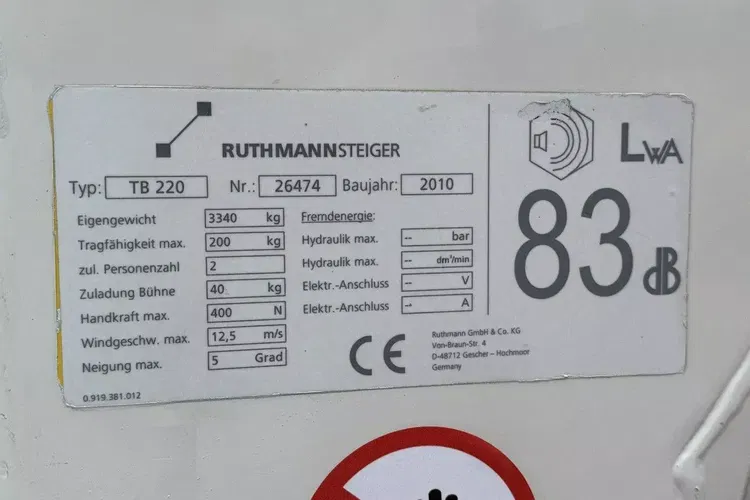 RUTHMANNSTEIGER
Typ: TB 220 Nr.: 26474 Baujahr: 2010
Eigengewicht 3340 kg
Tragfähigkeit max. 200 kg
zul. Personenzahl 2
Zuladung Bühne 40 kg
Handkraft max. 400 N
Windgeschw. max. 12,5 m/s
Neigung max. 5 Grad
Fremdenergie:
Hydraulik max. -- bar
Hydraulik max. -- dm³/min
Elektr.-Anschluss -- V
Elektr.-Anschluss -- A
CE
Ruthmann GmbH & Co. KG
Von-Braun-Str. 4
D-48712 Gescher - Hochmoor
Germany
0.919.381.012
LWA
83 dB